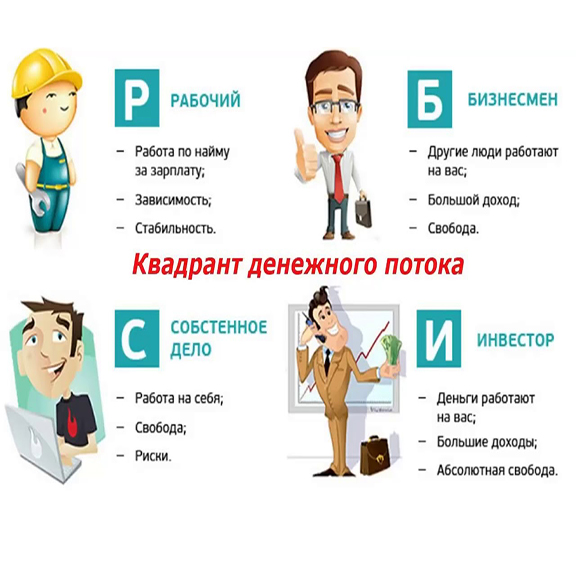 Р
РАБОЧИЙ
– Работа по найму
за зарплату;
– Зависимость;
– Стабильность.
Б
БИЗНЕСМЕН
– Другие люди работают
на вас;
– Большой доход;
– Свобода.
Квадрант денежного потока
С
СОБСТЕННОЕ
ДЕЛО
– Работа на себя;
– Свобода;
– Риски.
И
ИНВЕСТОР
– Деньги работают
на вас;
– Большие доходы;
– Абсолютная свобода.